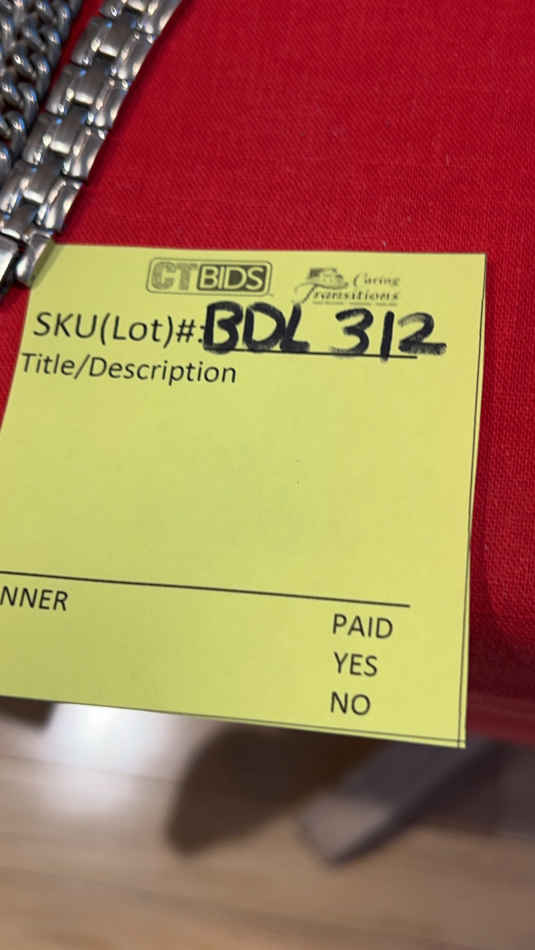 CTBIDS Caring Transitions
SKU(Lot)#: BDL 312
Title/Description
NNER
PAID
YES
NO